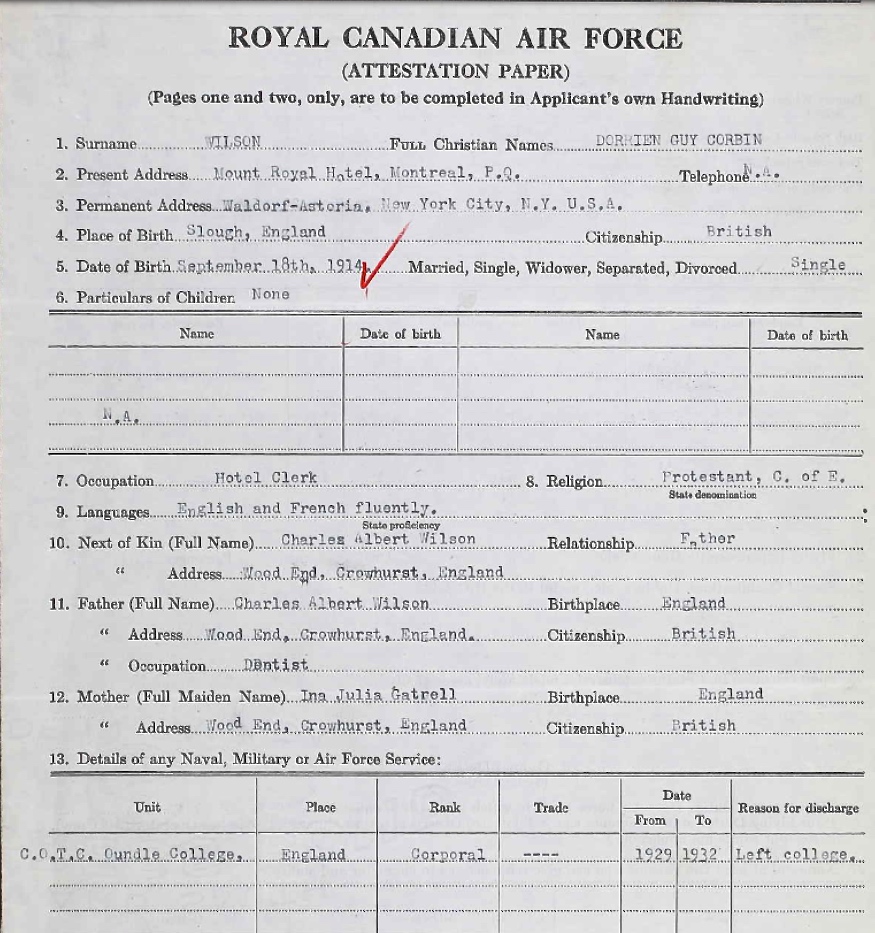 ROYAL CANADIAN AIR FORCE
(ATTESTATION PAPER)
(Pages one and two, only, are to be completed in Applicant's own Handwriting)
1. Surname WILSON Full Christian Names DORRIEN GUY CORBIN
2. Present Address Mount Royal Hotel, Montreal, P.Q. Telephone N.A.
3. Permanent Address Waldorf-Astoria, New York City, N.Y. U.S.A.
4. Place of Birth Slough, England Citizenship British
5. Date of Birth September 18th, 1914 Married, Single, Widower, Separated, Divorced Single
6. Particulars of Children None
Name Date of birth Name Date of birth
N.A.
7. Occupation Hotel Clerk 8. Religion Protestant, C. of E.
State denomination
9. Languages English and French fluently.
State proficiency
10. Next of Kin (Full Name) Charles Albert Wilson Relationship Father
" Address Wood End, Crowhurst, England
11. Father (Full Name) Charles Albert Wilson Birthplace England
" Address Wood End, Crowhurst, England. Citizenship British
" Occupation Dentist
12. Mother (Full Maiden Name) Ina Julia Gatrell Birthplace England
" Address Wood End, Crowhurst, England Citizenship British
13. Details of any Naval, Military or Air Force Service:
Unit Place Rank Trade Date Reason for discharge
From To
C.O.T.C. Oundle College, England Corporal ---- 1929 1932 Left college.